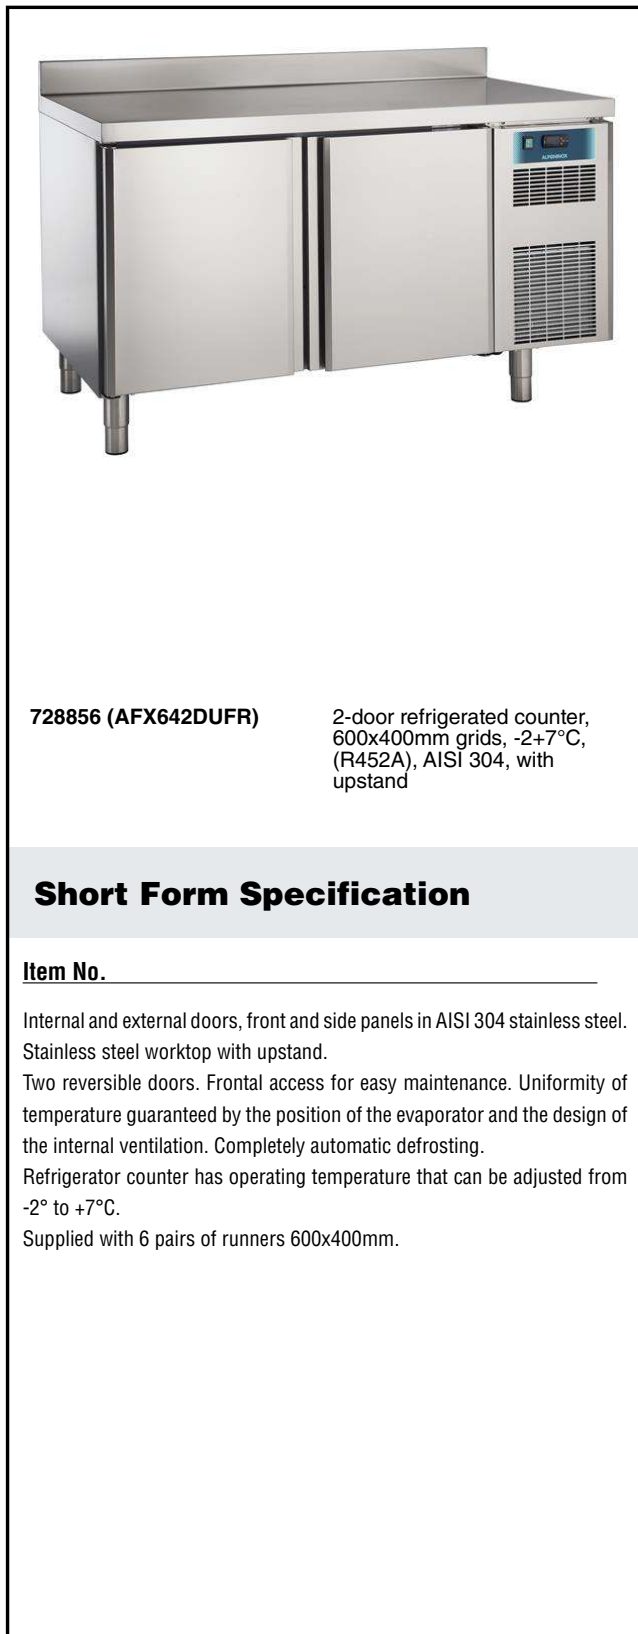 ALPENINOX
728856 (AFX642DUFR)
2-door refrigerated counter,
600x400mm grids, -2+7°C,
(R452A), AISI 304, with
upstand
Short Form Specification
Item No.
Internal and external doors, front and side panels in AISI 304 stainless steel.
Stainless steel worktop with upstand.
Two reversible doors. Frontal access for easy maintenance. Uniformity of
temperature guaranteed by the position of the evaporator and the design of
the internal ventilation. Completely automatic defrosting.
Refrigerator counter has operating temperature that can be adjusted from
-2° to +7°C.
Supplied with 6 pairs of runners 600x400mm.